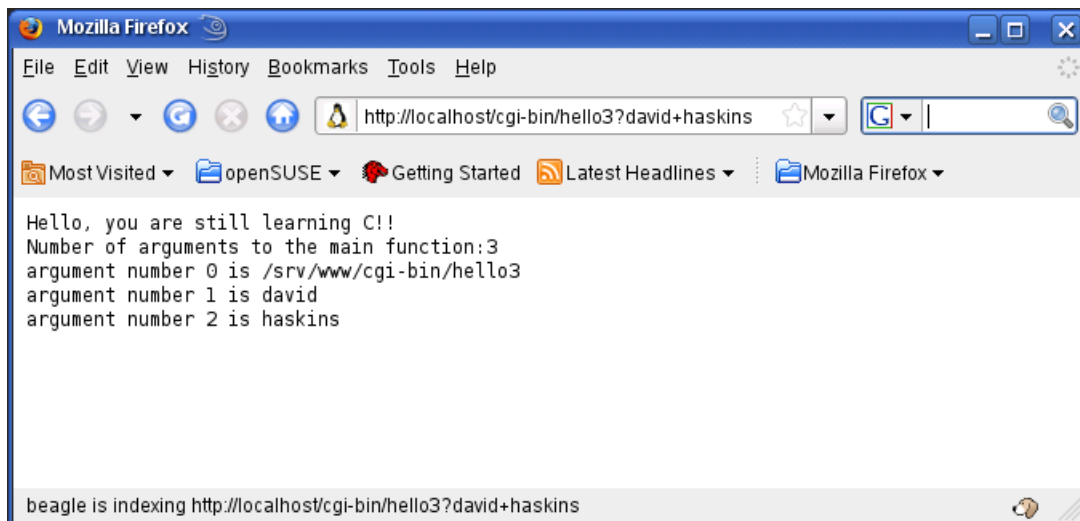 Mozilla Firefox
File Edit View History Bookmarks Tools Help
http://localhost/cgi-bin/hello3?david+haskins G
Most Visited openSUSE Getting Started Latest Headlines Mozilla Firefox
Hello, you are still learning C!!
Number of arguments to the main function:3
argument number 0 is /srv/www/cgi-bin/hello3
argument number 1 is david
argument number 2 is haskins
beagle is indexing http://localhost/cgi-bin/hello3?david+haskins